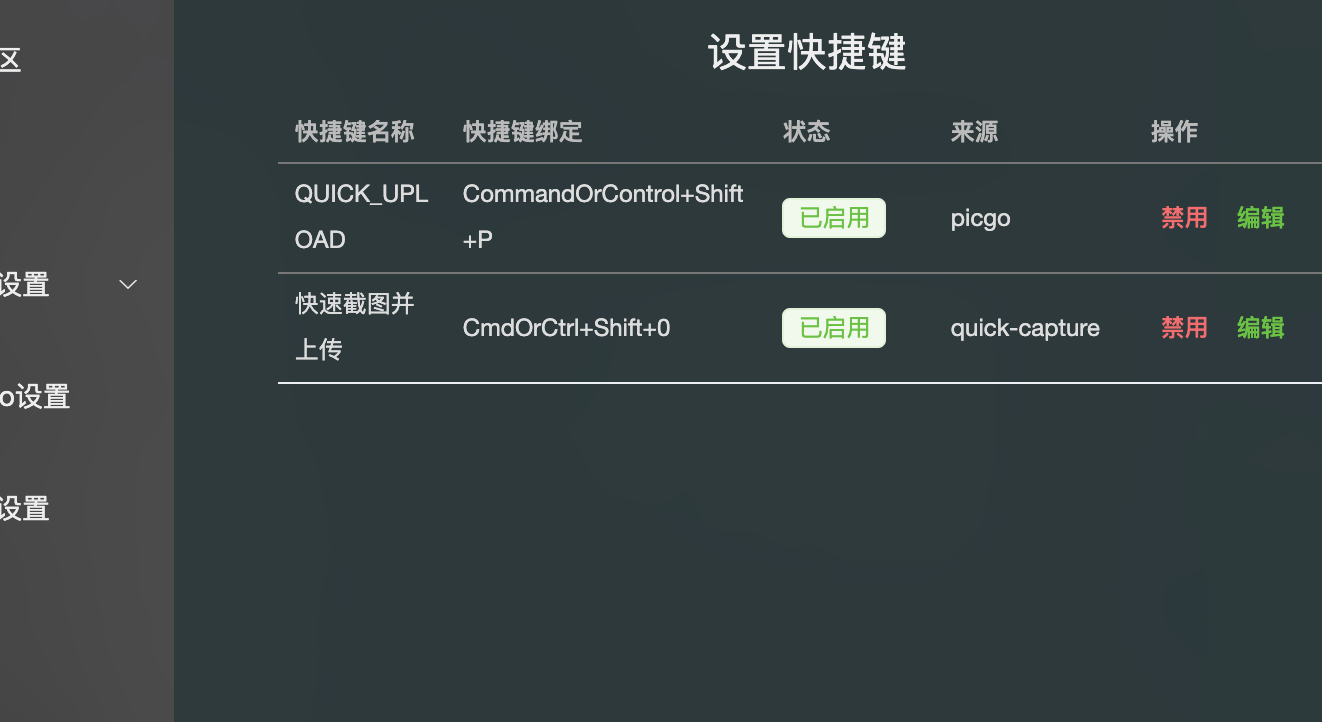 区
设置
o设置
设置
设置快捷键
快捷键名称 快捷键绑定 状态 来源 操作
QUICK_UPL
OAD
CommandOrControl+Shift
+P
已启用
picgo
禁用 编辑
快速截图并
上传
CmdOrCtrl+Shift+0
已启用
quick-capture
禁用 编辑